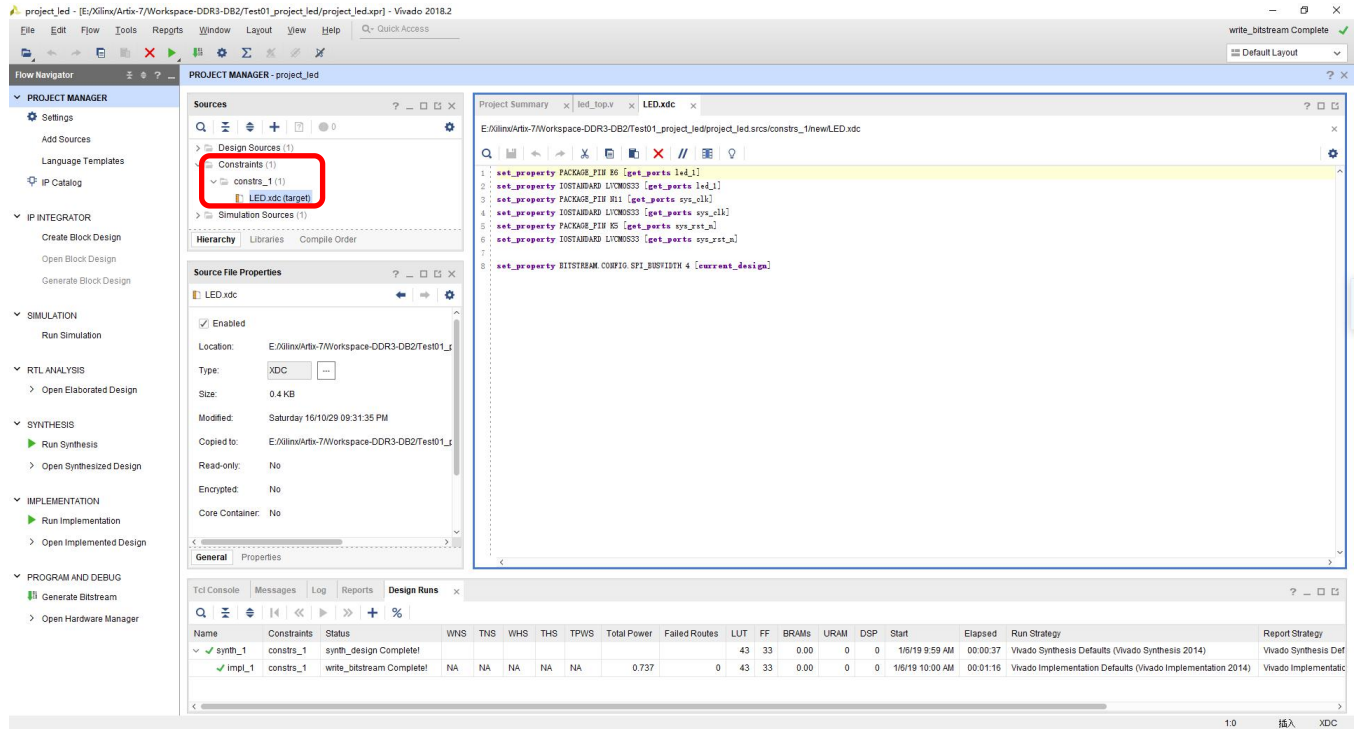 project_led - [E:/Xilinx/Artix-7/Workspace-DDR3-DB2/Test01_project_led/project_led.xpr] - Vivado 2018.2
File Edit Flow Tools Reports Window Layout View Help Q- Quick Access
write_bitstream Complete
Default Layout
Flow Navigator
PROJECT MANAGER - project_led
PROJECT MANAGER
Settings
Add Sources
Language Templates
IP Catalog
IP INTEGRATOR
Create Block Design
Open Block Design
Generate Block Design
SIMULATION
Run Simulation
RTL ANALYSIS
Open Elaborated Design
SYNTHESIS
Run Synthesis
Open Synthesized Design
IMPLEMENTATION
Run Implementation
Open Implemented Design
PROGRAM AND DEBUG
Generate Bitstream
Open Hardware Manager
Sources
0
Design Sources (1)
Constraints (1)
constrs_1 (1)
LED.xdc (target)
Simulation Sources (1)
Hierarchy Libraries Compile Order
Source File Properties
LED.xdc
Enabled
Location: E:/Xilinx/Artix-7/Workspace-DDR3-DB2/Test01_p
Type: XDC
Size: 0.4 KB
Modified: Saturday 16/10/29 09:31:35 PM
Copied to: E:/Xilinx/Artix-7/Workspace-DDR3-DB2/Test01_p
Read-only: No
Encrypted: No
Core Container: No
General Properties
Project Summary led_top.v LED.xdc
E:/Xilinx/Artix-7/Workspace-DDR3-DB2/Test01_project_led/project_led.srcs/constrs_1/new/LED.xdc
1 set_property PACKAGE_PIN E6 [get_ports led_1]
2 set_property IOSTANDARD LVCMOS33 [get_ports led_1]
3 set_property PACKAGE_PIN N11 [get_ports sys_clk]
4 set_property IOSTANDARD LVCMOS33 [get_ports sys_clk]
5 set_property PACKAGE_PIN K5 [get_ports sys_rst_n]
6 set_property IOSTANDARD LVCMOS33 [get_ports sys_rst_n]
7
8 set_property BITSTREAM.CONFIG.SPI_BUSWIDTH 4 [current_design]
Tcl Console Messages Log Reports Design Runs
Name Constraints Status WNS TNS WHS THS TPWS Total Power Failed Routes LUT FF BRAMs URAM DSP Start Elapsed Run Strategy Report Strategy
synth_1 constrs_1 synth_design Complete! 43 33 0.00 0 0 1/6/19 9:59 AM 00:00:37 Vivado Synthesis Defaults (Vivado Synthesis 2014) Vivado Synthesis Def
impl_1 constrs_1 write_bitstream Complete! NA NA NA NA NA 0.737 0 43 33 0.00 0 0 1/6/19 10:00 AM 00:01:16 Vivado Implementation Defaults (Vivado Implementation 2014) Vivado Implementatic
1:0 插入 XDC